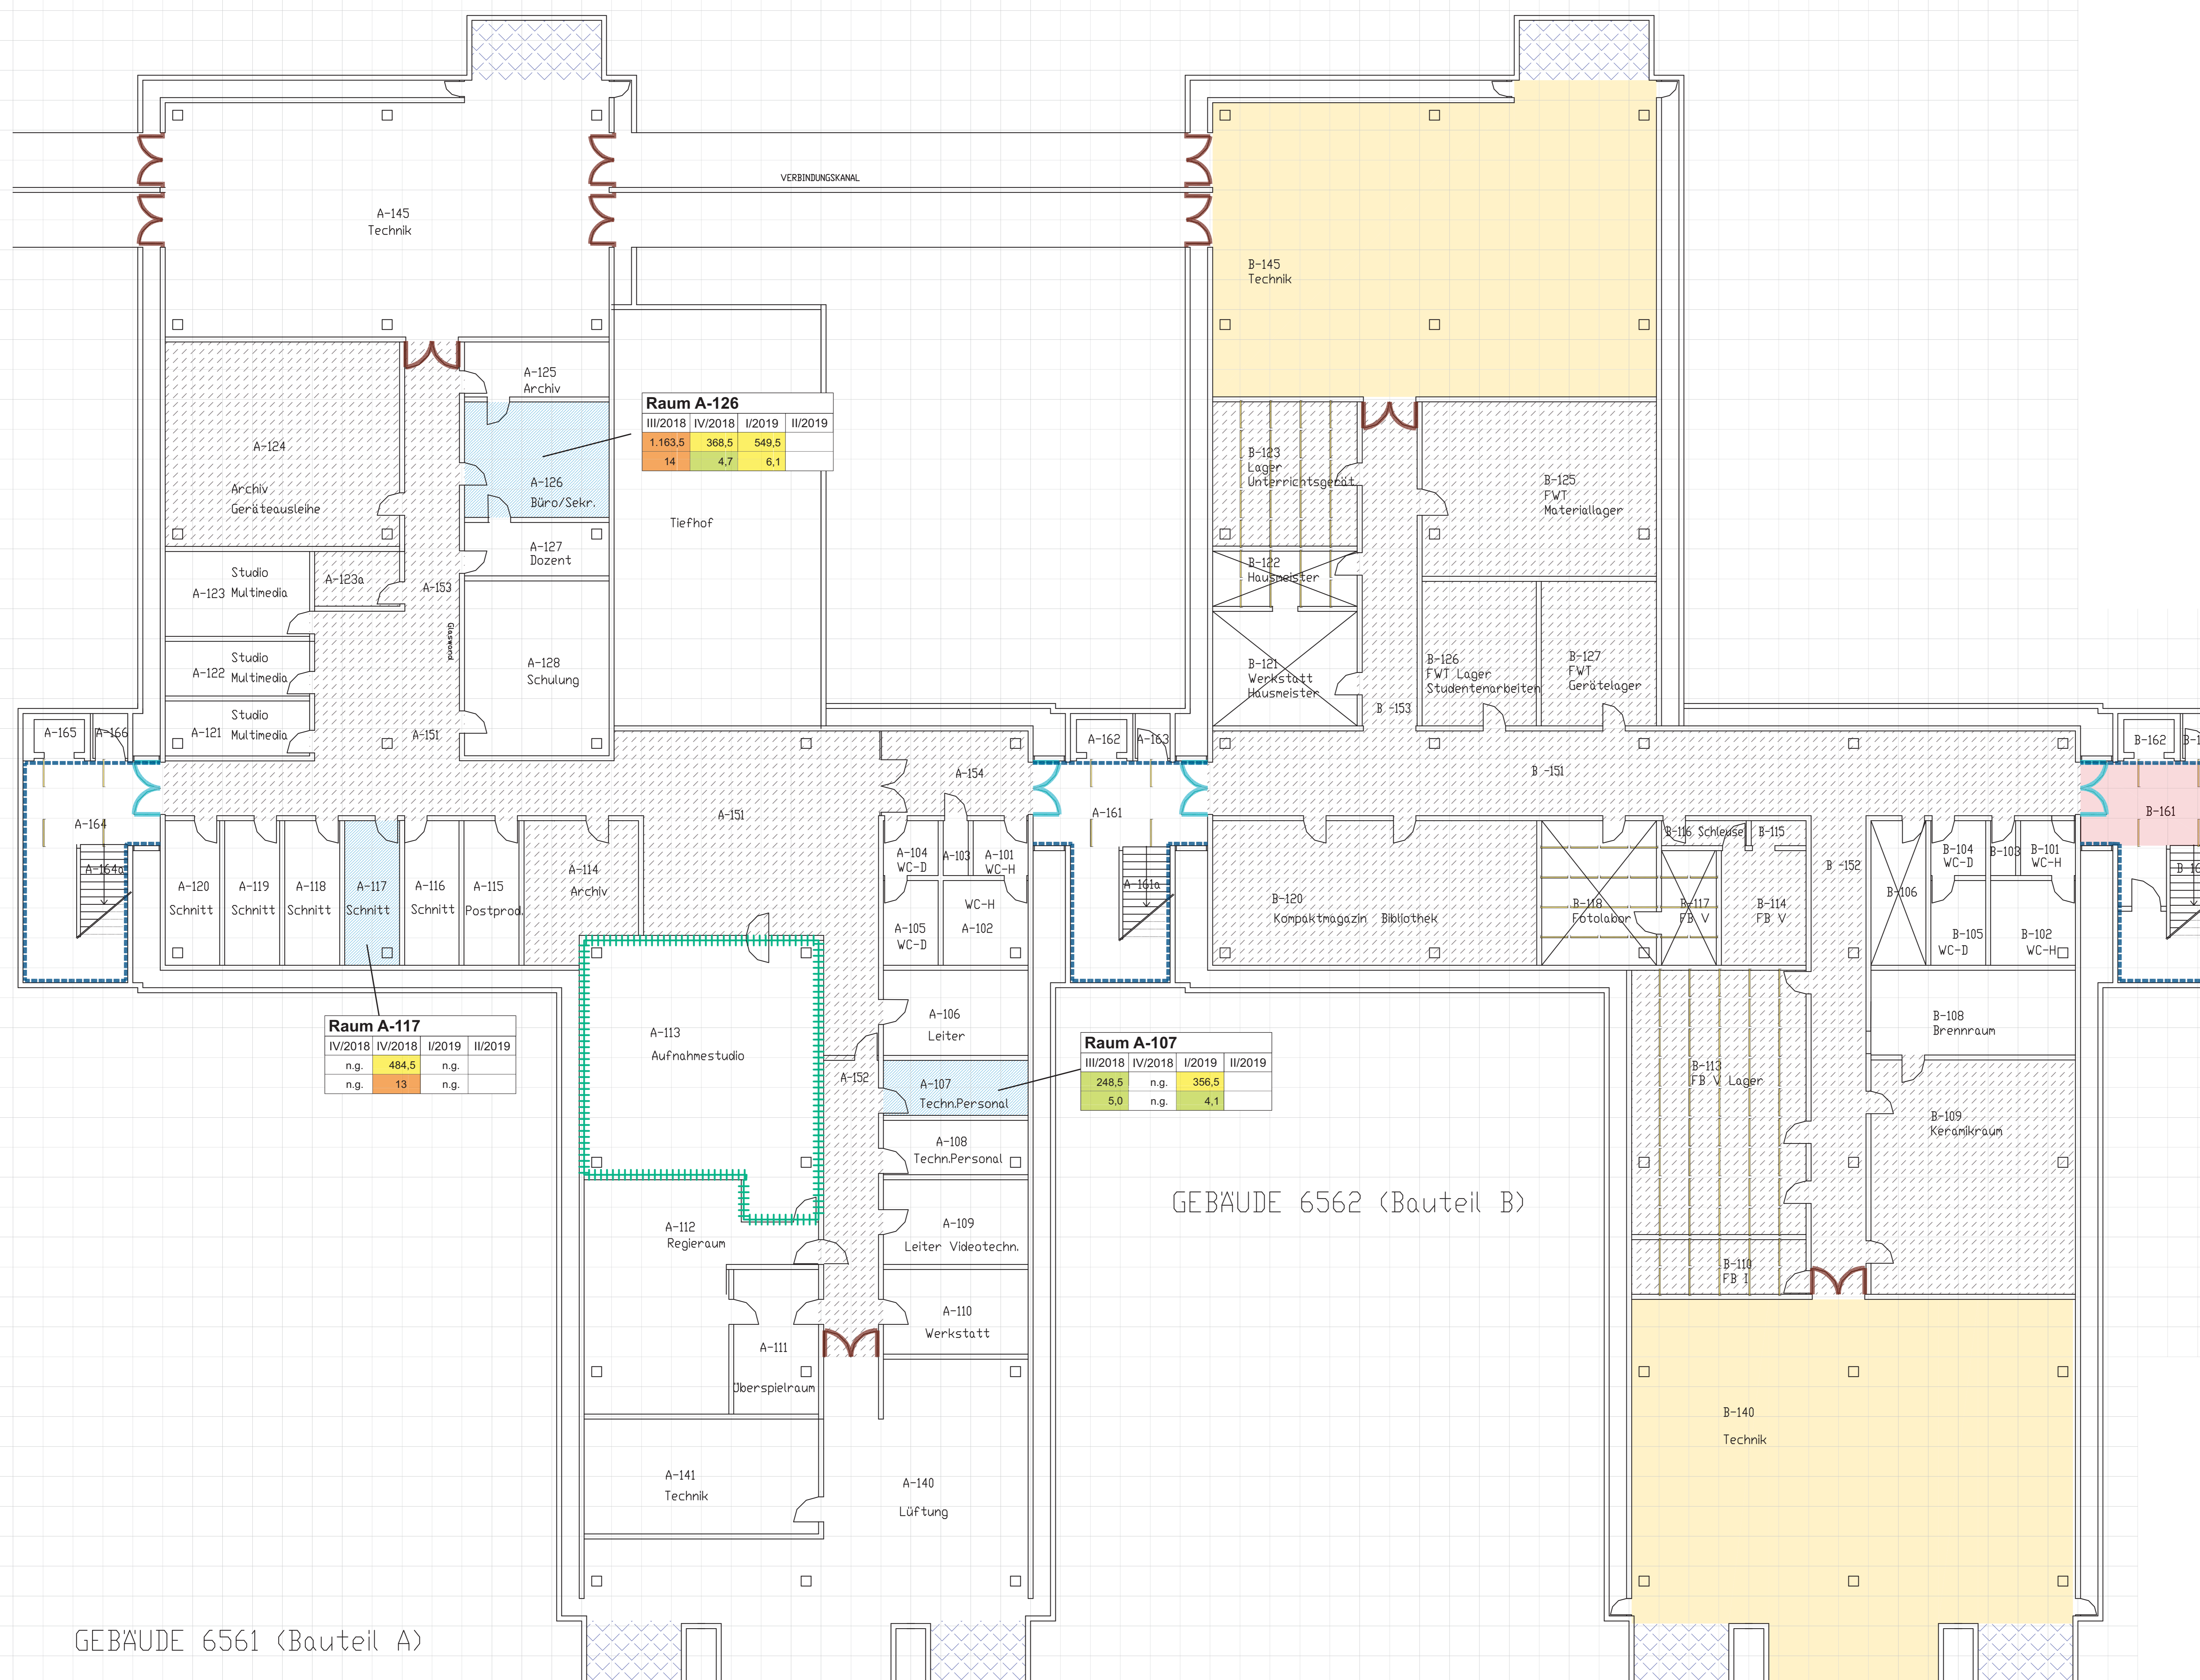 VERBINDUNGSKANAL
A-145
Technik
B-145
Technik
A-125
Archiv
Raum A-126
III/2018 IV/2018 I/2019 II/2019
1.163,5 368,5 549,5
14 4,7 6,1
A-124
Archiv
Geräteausleihe
A-126
Büro/Sekr.
Tiefhof
A-127
Dozent
B-123
Lager
Unterrichtsgerät
B-125
FWT
Materiallager
B-122
Hausmeister
Studio
A-123 Multimedia
A-123a
A-153
Glaswand
Studio
A-122 Multimedia
A-128
Schulung
B-121
Werkstatt
Hausmeister
B-126
FWT Lager
Studentenarbeiten
B-127
FWT
Gerätelager
B -153
Studio
A-121 Multimedia
A-151
A-165
A-166
A-162
A-163
B-162
A-154
B -151
A-151
A-161
B-161
A-164
A-164a
A-161a
A-120
Schnitt
A-119
Schnitt
A-118
Schnitt
A-117
Schnitt
A-116
Schnitt
A-115
Postprod.
A-114
Archiv
A-104
WC-D
A-103
A-101
WC-H
WC-H
A-102
A-105
WC-D
B-120
Kompaktmagazin Bibliothek
B-118
Fotolabor
B-116 Schleuse
B-115
B-117
FB V
B-114
FB V
B -152
B-106
B-104
WC-D
B-103
B-101
WC-H
B-105
WC-D
B-102
WC-H
Raum A-117
IV/2018 IV/2018 I/2019 II/2019
n.g. 484,5 n.g.
n.g. 13 n.g.
A-113
Aufnahmestudio
A-106
Leiter
A-152
A-107
Techn.Personal
Raum A-107
III/2018 IV/2018 I/2019 II/2019
248,5 n.g. 356,5
5,0 n.g. 4,1
B-108
Brennraum
B-113
FB V Lager
B-109
Keramikraum
A-108
Techn.Personal
GEBÄUDE 6562 (Bauteil B)
A-112
Regieraum
A-109
Leiter Videotechn.
B-110
FB I
A-110
Werkstatt
A-111
Überspielraum
B-140
Technik
A-141
Technik
A-140
Lüftung
GEBÄUDE 6561 (Bauteil A)